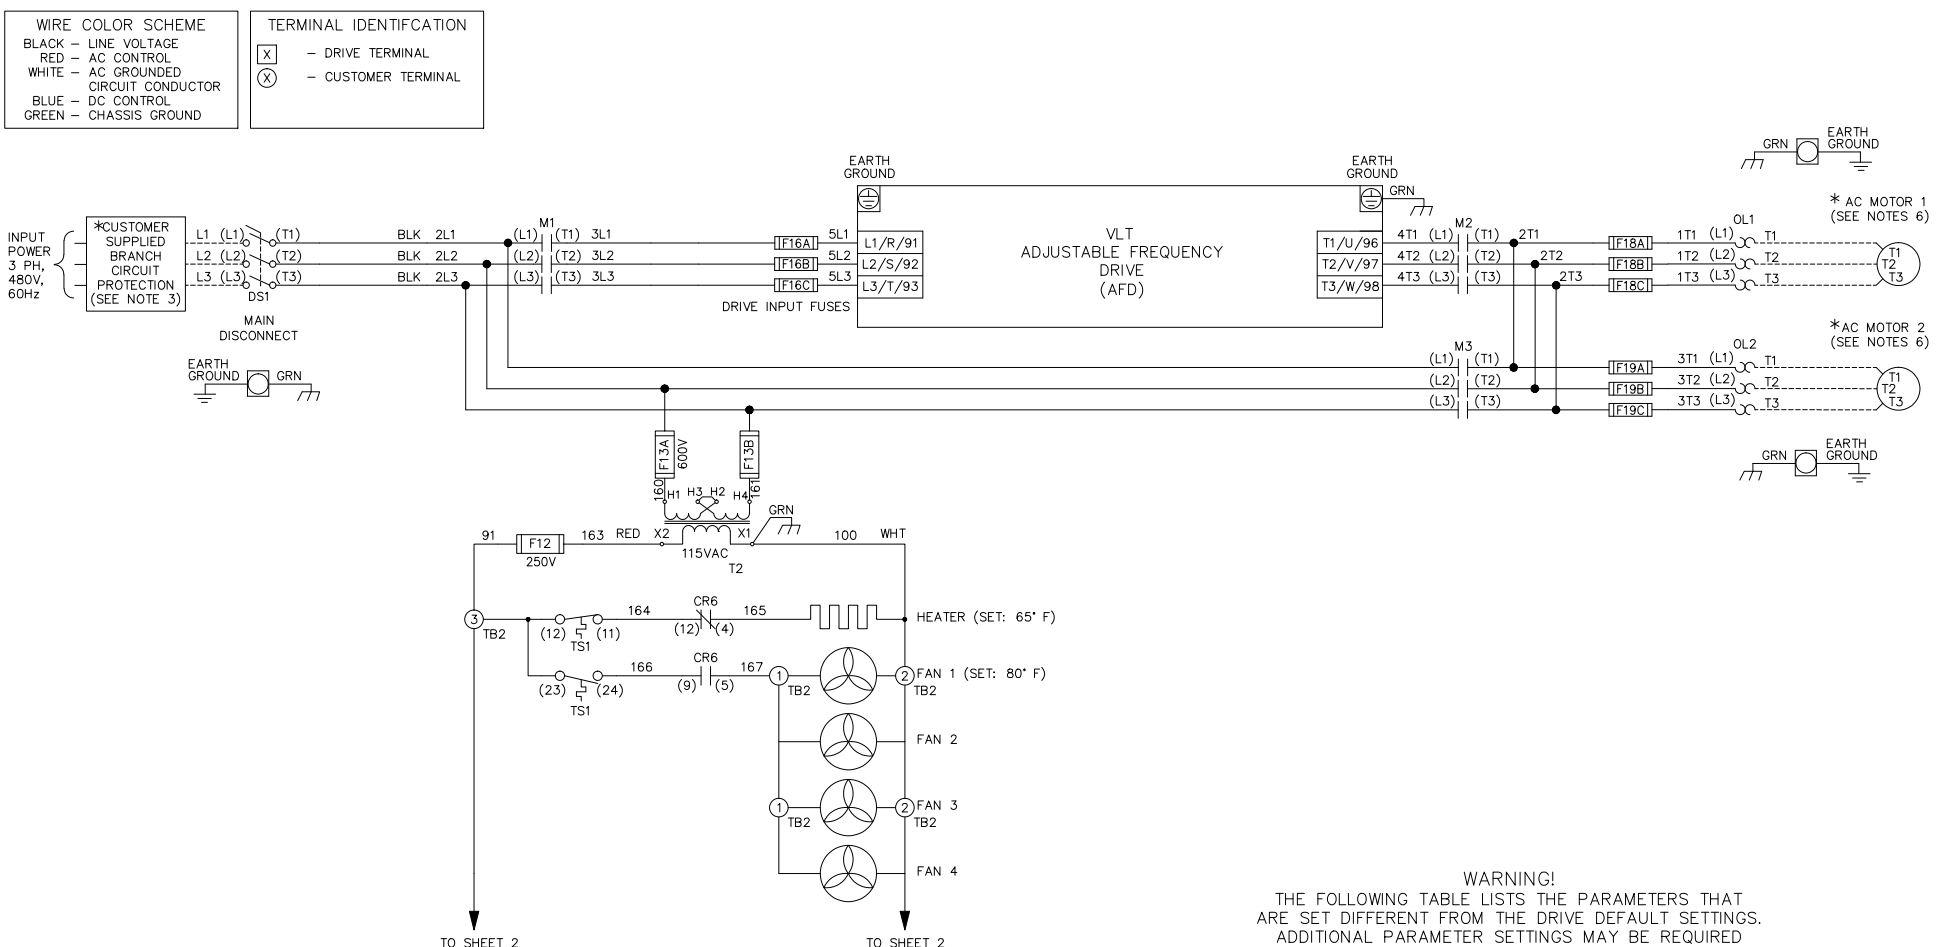 WIRE COLOR SCHEME
BLACK – LINE VOLTAGE
RED – AC CONTROL
WHITE – AC GROUNDED
CIRCUIT CONDUCTOR
BLUE – DC CONTROL
GREEN – CHASSIS GROUND
TERMINAL IDENTIFCATION
X – DRIVE TERMINAL
X – CUSTOMER TERMINAL
INPUT
POWER
3 PH,
480V,
60Hz
*CUSTOMER
SUPPLIED
BRANCH
CIRCUIT
PROTECTION
(SEE NOTE 3)
L1 (L1) (T1) BLK 2L1 (L1) M1 (T1) 3L1 F16A 5L1 L1/R/91
L2 (L2) (T2) BLK 2L2 (L2) (T2) 3L2 F16B 5L2 L2/S/92
L3 (L3) (T3) BLK 2L3 (L3) (T3) 3L3 F16C 5L3 L3/T/93
DS1
MAIN
DISCONNECT
DRIVE INPUT FUSES
EARTH
GROUND
GRN
EARTH
GROUND
VLT
ADJUSTABLE FREQUENCY
DRIVE
(AFD)
EARTH
GROUND
GRN
T1/U/96 4T1 (L1) M2 (T1) 2T1 F18A 1T1 (L1) OL1 T1
T2/V/97 4T2 (L2) (T2) 2T2 F18B 1T2 (L2) T2
T3/W/98 4T3 (L3) (T3) 2T3 F18C 1T3 (L3) T3
GRN
EARTH
GROUND
* AC MOTOR 1
(SEE NOTES 6)
T1
T2
T3
*AC MOTOR 2
(SEE NOTES 6)
M3
(L1) (T1) F19A 3T1 (L1) OL2 T1
(L2) (T2) F19B 3T2 (L2) T2
(L3) (T3) F19C 3T3 (L3) T3
T1
T2
T3
GRN
EARTH
GROUND
F13A
600V
F13B
160
161
H1 H3 H2 H4
GRN
91 F12 163 RED X2 X1 100 WHT
250V
115VAC
T2
3
TB2
(12) (11)
TS1
164
CR6
(12) (4)
165
HEATER (SET: 65° F)
(23) (24)
TS1
166
CR6
(9) (5)
167
1
TB2
2
TB2
FAN 1 (SET: 80° F)
FAN 2
1
TB2
2
TB2
FAN 3
FAN 4
TO SHEET 2
TO SHEET 2
WARNING!
THE FOLLOWING TABLE LISTS THE PARAMETERS THAT
ARE SET DIFFERENT FROM THE DRIVE DEFAULT SETTINGS.
ADDITIONAL PARAMETER SETTINGS MAY BE REQUIRED